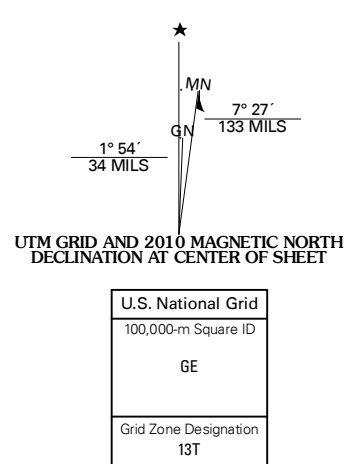 ★
MN
7° 27´
133 MILS
GN
1° 54´
34 MILS
UTM GRID AND 2010 MAGNETIC NORTH
DECLINATION AT CENTER OF SHEET
U.S. National Grid
100,000-m Square ID
GE
Grid Zone Designation
13T